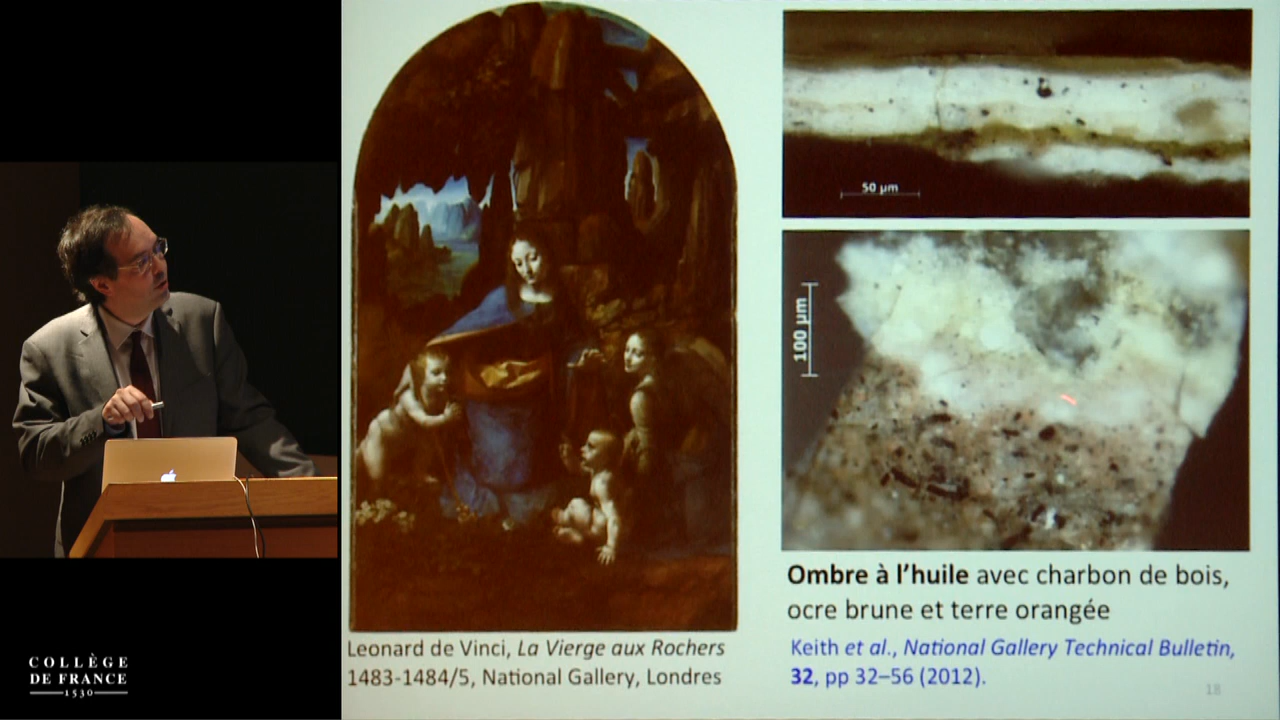 50 µm
100 µm
Ombre à l’huile avec charbon de bois,
ocre brune et terre orangée
Leonard de Vinci, La Vierge aux Rochers
1483-1484/5, National Gallery, Londres
Keith et al., National Gallery Technical Bulletin,
32, pp 32–56 (2012).
18
COLLÈGE
DE FRANCE
1530